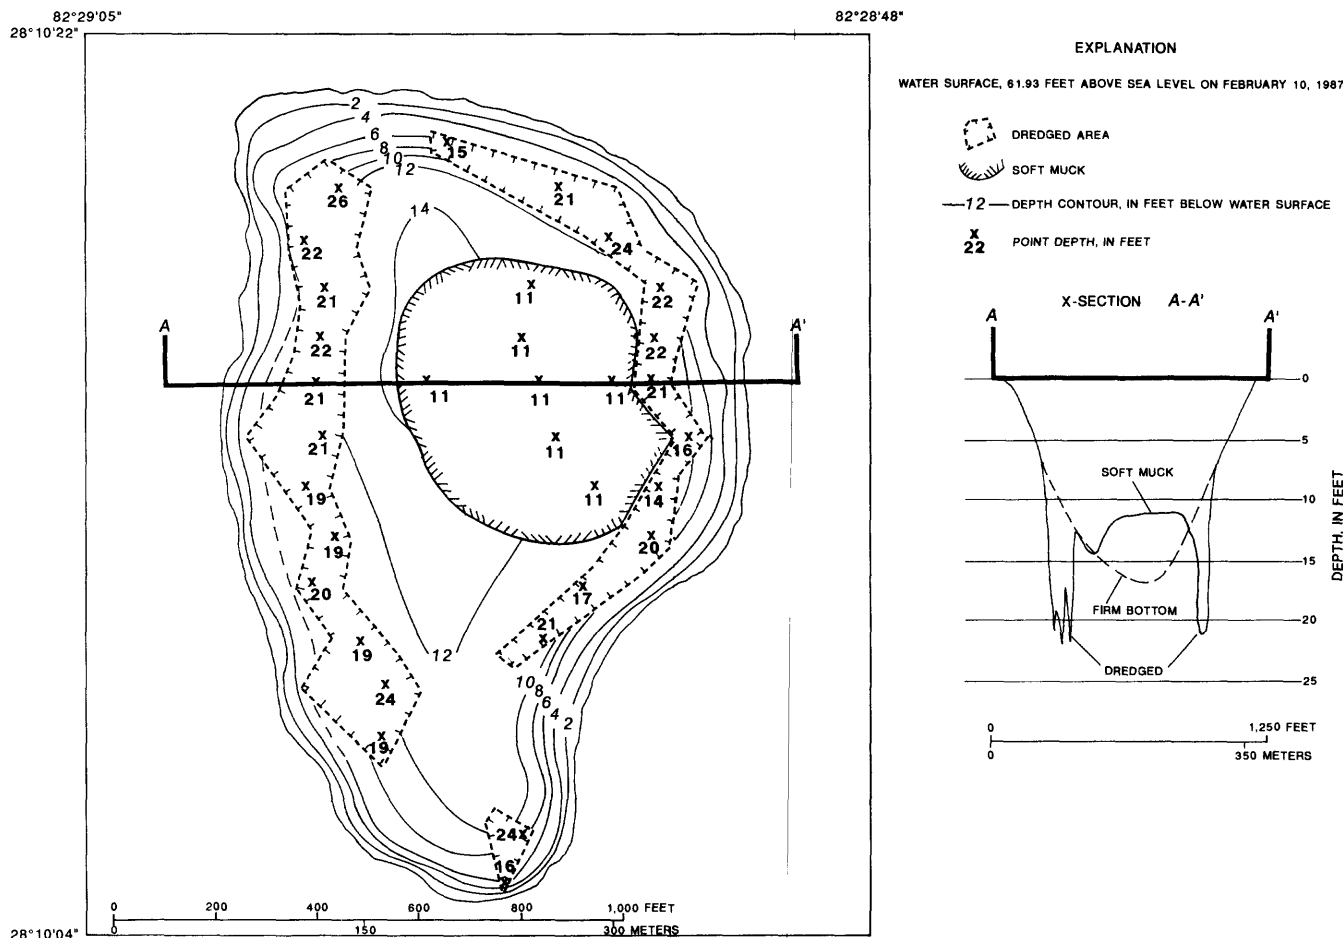 82°29'05"
82°28'48"
28°10'22"
2
4
6
8
10
12
15
26
21
14
22
24
21
11
22
22
11
22
A
A'
21
11
11
11
21
21
11
16
19
11
14
19
20
20
17
21
19
12
24
10
8
6
4
2
19
24
16
0 200 400 600 800 1,000 FEET
150 300 METERS
28°10'04"
EXPLANATION
WATER SURFACE, 61.93 FEET ABOVE SEA LEVEL ON FEBRUARY 10, 1987
DREDGED AREA
SOFT MUCK
—12— DEPTH CONTOUR, IN FEET BELOW WATER SURFACE
X
22 POINT DEPTH, IN FEET
X-SECTION A-A'
A A'
0
5
SOFT MUCK
10
15
FIRM BOTTOM
20
DREDGED
25
DEPTH, IN FEET
0 1,250 FEET
0 350 METERS